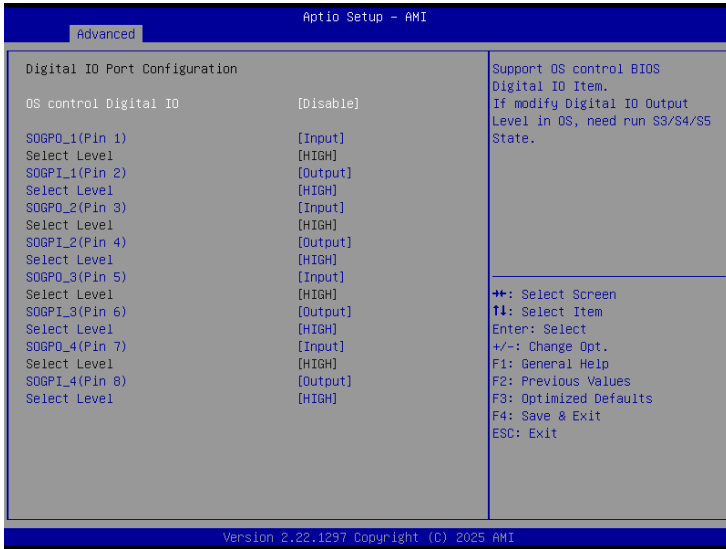 Aptio Setup – AMI
Advanced
Digital IO Port Configuration
OS control Digital IO [Disable]
SOGPO_1(Pin 1) [Input]
Select Level [HIGH]
SOGPI_1(Pin 2) [Output]
Select Level [HIGH]
SOGPO_2(Pin 3) [Input]
Select Level [HIGH]
SOGPI_2(Pin 4) [Output]
Select Level [HIGH]
SOGPO_3(Pin 5) [Input]
Select Level [HIGH]
SOGPI_3(Pin 6) [Output]
Select Level [HIGH]
SOGPO_4(Pin 7) [Input]
Select Level [HIGH]
SOGPI_4(Pin 8) [Output]
Select Level [HIGH]
Support OS control BIOS
Digital IO Item.
If modify Digital IO Output
Level in OS, need run S3/S4/S5
State.
→←: Select Screen
↑↓: Select Item
Enter: Select
+/-: Change Opt.
F1: General Help
F2: Previous Values
F3: Optimized Defaults
F4: Save & Exit
ESC: Exit
Version 2.22.1297 Copyright (C) 2025 AMI